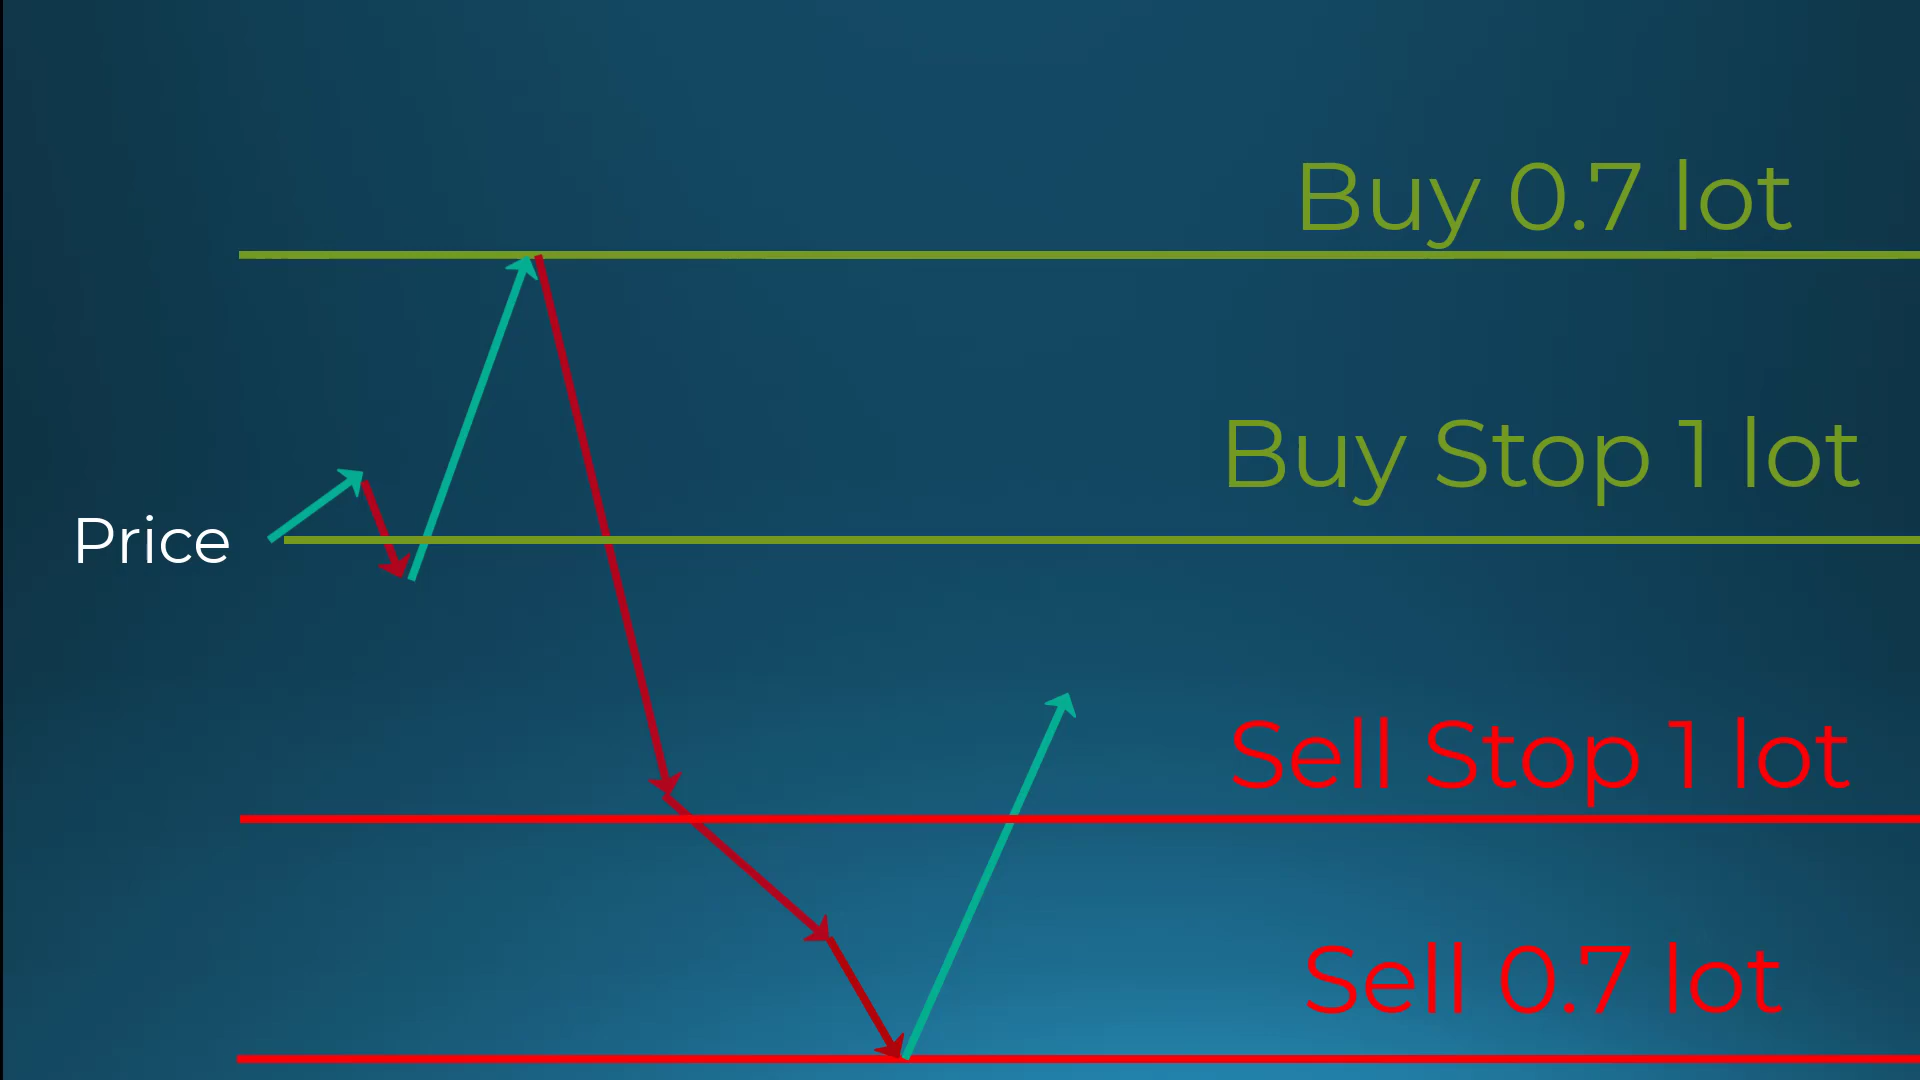 Buy 0.7 lot
Buy Stop 1 lot
Price
Sell Stop 1 lot
Sell 0.7 lot